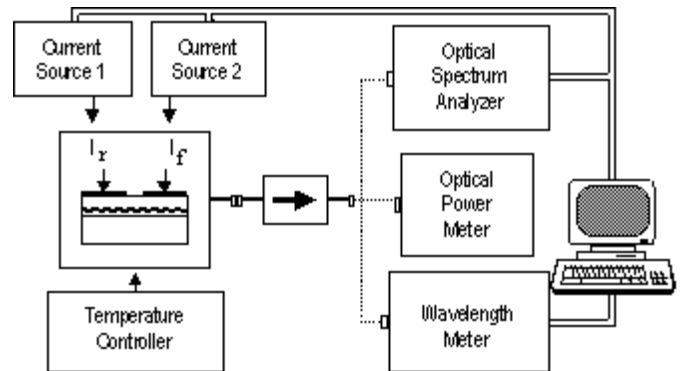 Current
Source 1
Current
Source 2
Optical
Spectrum
Analyzer
I r
I f
Optical
Power
Meter
Temperature
Controller
Wavelength
Meter